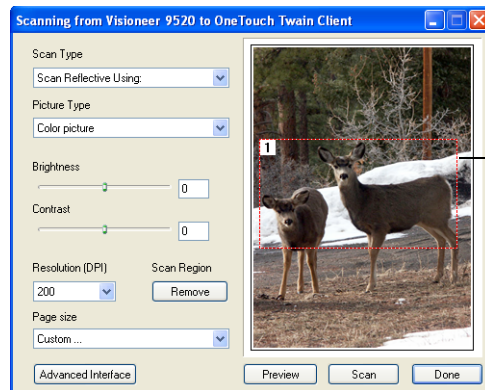 Scanning from Visioneer 9520 to OneTouch Twain Client
Scan Type
Scan Reflective Using:
Picture Type
Color picture
Brightness
0
Contrast
0
Resolution (DPI)
Scan Region
200
Remove
Page size
Custom ...
Advanced Interface
1
Preview
Scan
Done